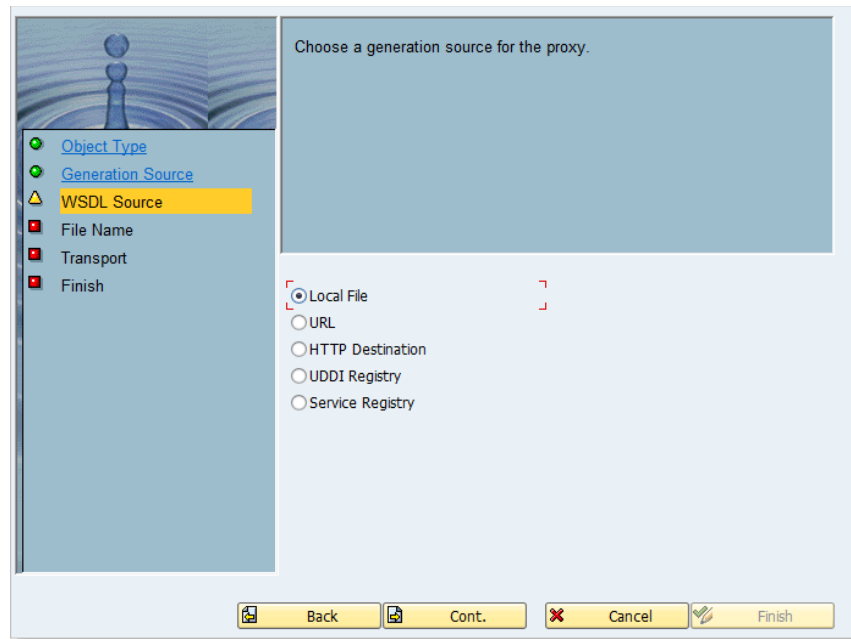 Choose a generation source for the proxy.
Object Type
Generation Source
WSDL Source
File Name
Transport
Finish
Local File
URL
HTTP Destination
UDDI Registry
Service Registry
Back
Cont.
Cancel
Finish